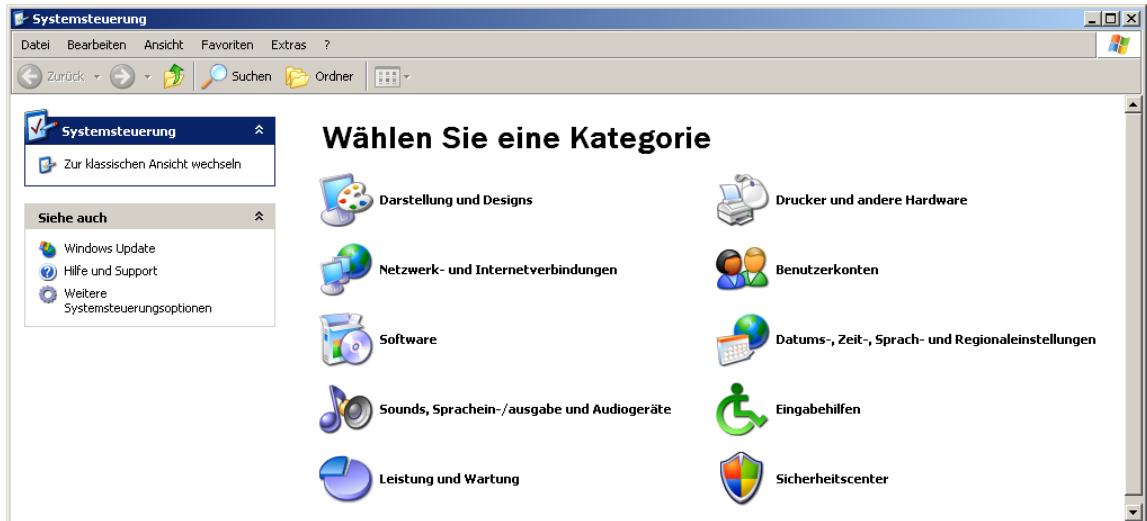 Systemsteuerung
Datei Bearbeiten Ansicht Favoriten Extras ?
Zurück Suchen Ordner
Systemsteuerung
Zur klassischen Ansicht wechseln
Siehe auch
Windows Update
Hilfe und Support
Weitere
Systemsteuerungsoptionen
Wählen Sie eine Kategorie
Darstellung und Designs
Drucker und andere Hardware
Netzwerk- und Internetverbindungen
Benutzerkonten
Software
Datums-, Zeit-, Sprach- und Regionaleinstellungen
Sounds, Sprachein-/ausgabe und Audiogeräte
Eingabehilfen
Leistung und Wartung
Sicherheitscenter